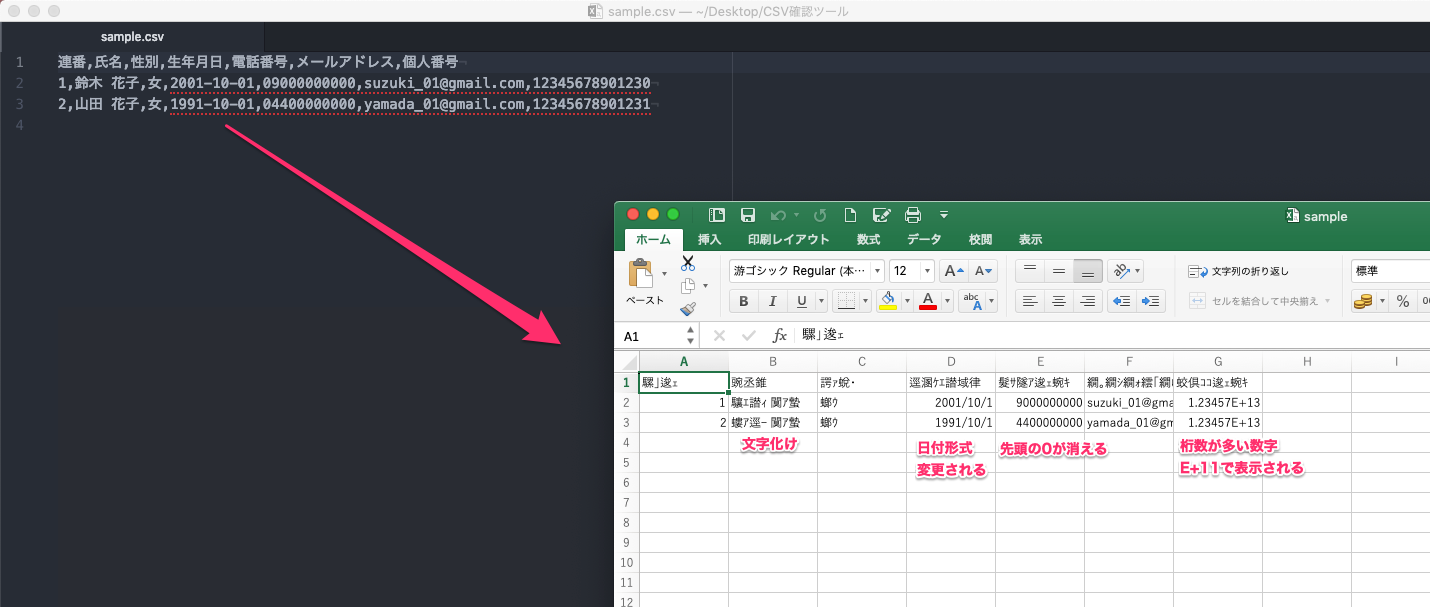 sample.csv — ~/Desktop/CSV確認ツール
sample.csv
1 連番,氏名,性別,生年月日,電話番号,メールアドレス,個人番号¬
2 1,鈴木 花子,女,2001-10-01,09000000000,suzuki_01@gmail.com,12345678901230¬
3 2,山田 花子,女,1991-10-01,04400000000,yamada_01@gmail.com,12345678901231¬
4
sample
ホーム 挿入 印刷レイアウト 数式 データ 校閲 表示
ペースト
游ゴシック Regular (本… 12 A A
文字列の折り返し
標準
B I U A abc A
セルを結合して中央揃え
%
A1 fx 驟」逡ェ
A B C D E F G H I
1 驟」逡ェ 豌丞錐 諤ァ蛻・ 逕溷ケエ譛域律 髮サ隧ア逡ェ蜿キ 繝。繝シ繝ォ繧「繝 蛟倶ココ逡ェ蜿キ
2 1 驤エ譛ィ 闃ア蟄 螂ウ 2001/10/1 9000000000 suzuki_01@gma 1.23457E+13
3 2 螻ア逕ー 闃ア蟄 螂ウ 1991/10/1 4400000000 yamada_01@gm 1.23457E+13
4
文字化け
日付形式
変更される
先頭の0が消える
桁数が多い数字
E+11で表示される
5
6
7
8
9
10
11
12